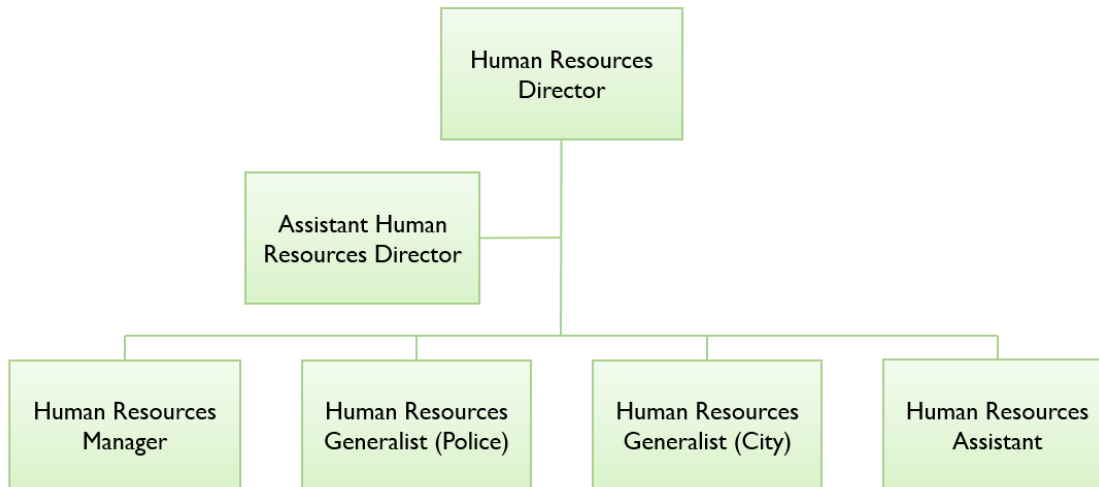 Human Resources
Director
Assistant Human
Resources Director
Human Resources
Manager
Human Resources
Generalist (Police)
Human Resources
Generalist (City)
Human Resources
Assistant